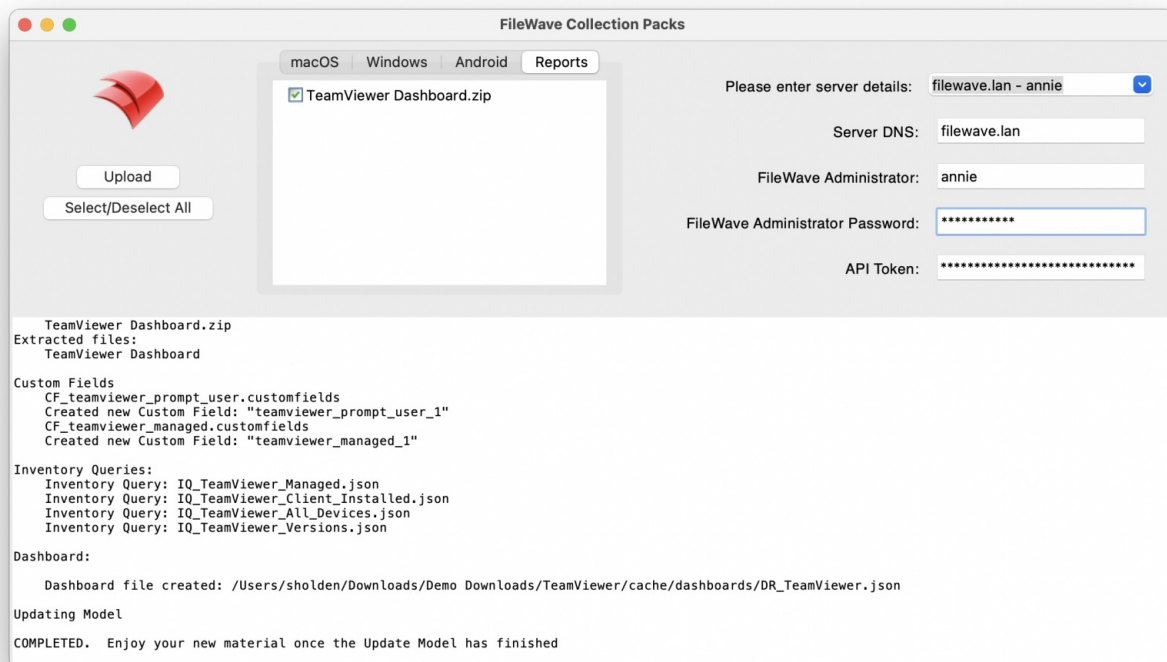 FileWave Collection Packs
macOS Windows Android Reports
TeamViewer Dashboard.zip
Upload
Select/Deselect All
Please enter server details: filewave.lan - annie
Server DNS: filewave.lan
FileWave Administrator: annie
FileWave Administrator Password: ***********
API Token: *****************************
TeamViewer Dashboard.zip
Extracted files:
TeamViewer Dashboard
Custom Fields
CF_teamviewer_prompt_user.customfields
Created new Custom Field: "teamviewer_prompt_user_1"
CF_teamviewer_managed.customfields
Created new Custom Field: "teamviewer_managed_1"
Inventory Queries:
Inventory Query: IQ_TeamViewer_Managed.json
Inventory Query: IQ_TeamViewer_Client_Installed.json
Inventory Query: IQ_TeamViewer_All_Devices.json
Inventory Query: IQ_TeamViewer_Versions.json
Dashboard:
Dashboard file created: /Users/sholden/Downloads/Demo Downloads/TeamViewer/cache/dashboards/DR_TeamViewer.json
Updating Model
COMPLETED.  Enjoy your new material once the Update Model has finished